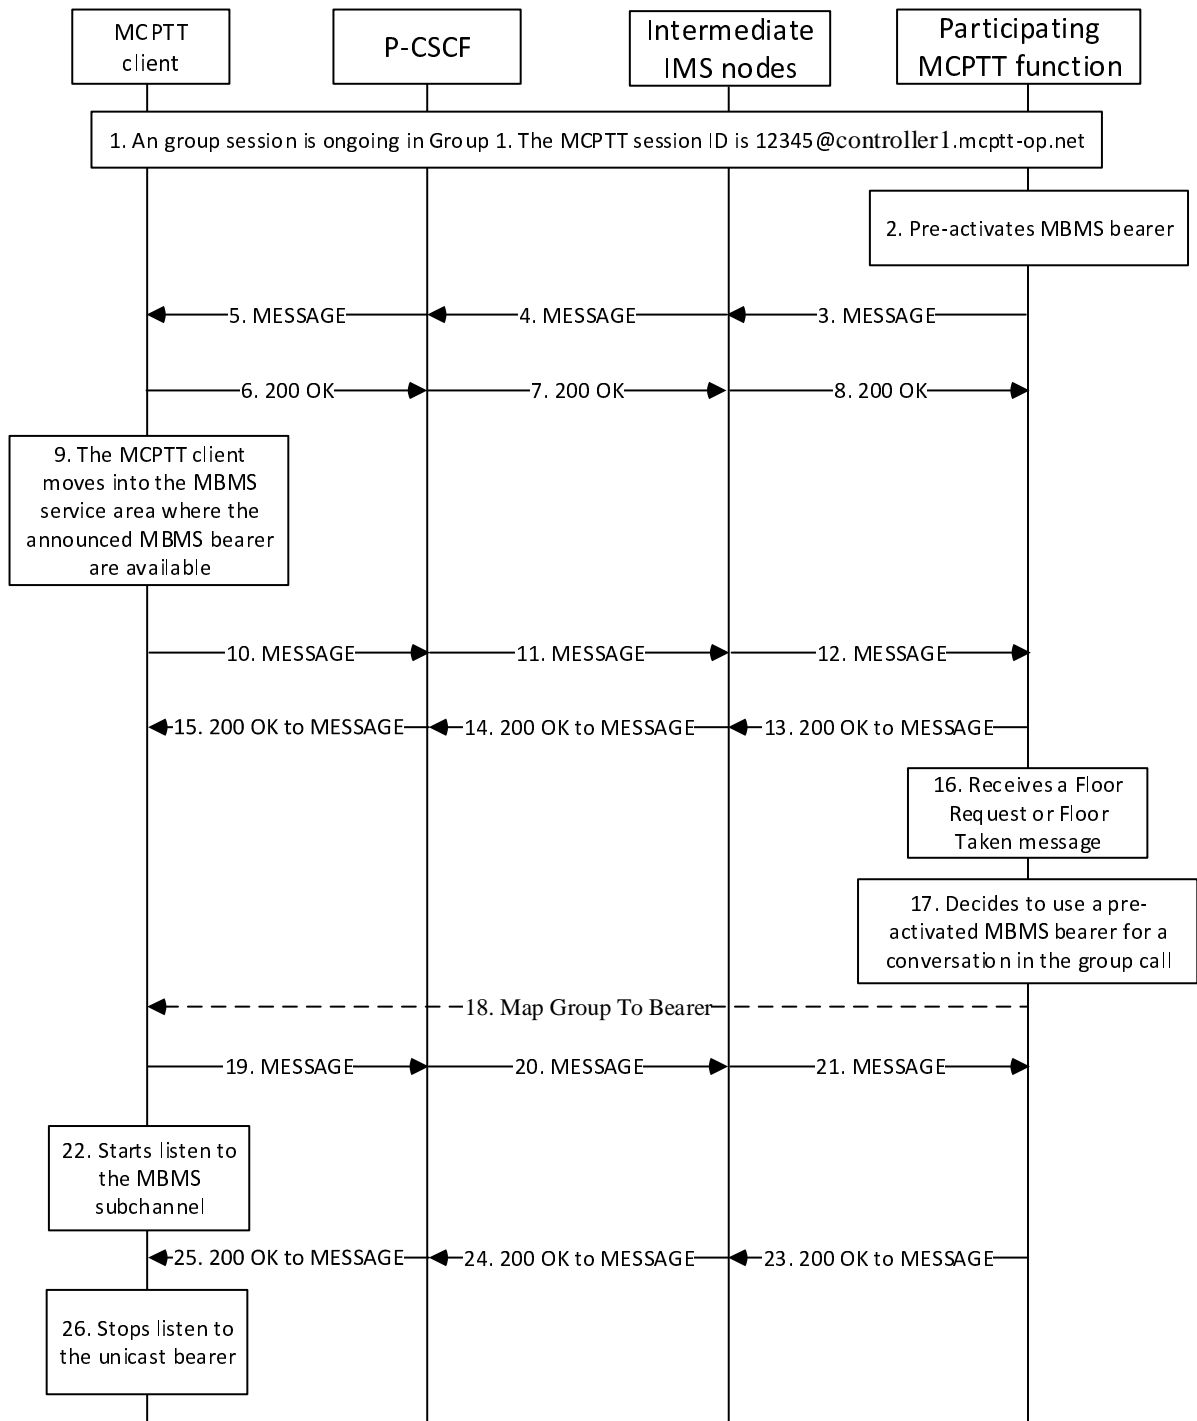 MCPTT
client
P-CSCF
Intermediate
IMS nodes
Participating
MCPTT function
1. An group session is ongoing in Group 1. The MCPTT session ID is 12345@controller1.mcptt-op.net
2. Pre-activates MBMS bearer
5. MESSAGE
4. MESSAGE
3. MESSAGE
6. 200 OK
7. 200 OK
8. 200 OK
9. The MCPTT client
moves into the MBMS
service area where the
announced MBMS bearer
are available
10. MESSAGE
11. MESSAGE
12. MESSAGE
15. 200 OK to MESSAGE
14. 200 OK to MESSAGE
13. 200 OK to MESSAGE
16. Receives a Floor
Request or Floor
Taken message
17. Decides to use a pre-
activated MBMS bearer for a
conversation in the group call
18. Map Group To Bearer
19. MESSAGE
20. MESSAGE
21. MESSAGE
22. Starts listen to
the MBMS
subchannel
25. 200 OK to MESSAGE
24. 200 OK to MESSAGE
23. 200 OK to MESSAGE
26. Stops listen to
the unicast bearer